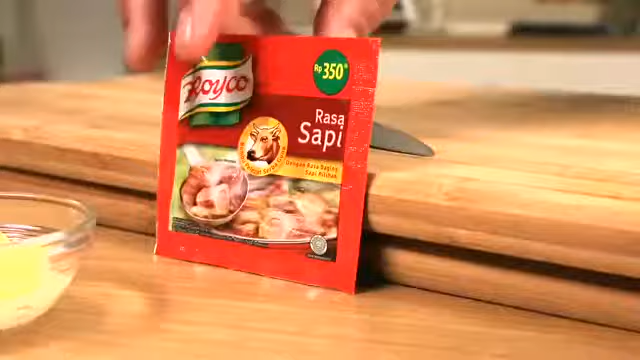 Royco
Rp 350*
Rasa
Sapi
Dengan Rasa Daging
Sapi Pilihan